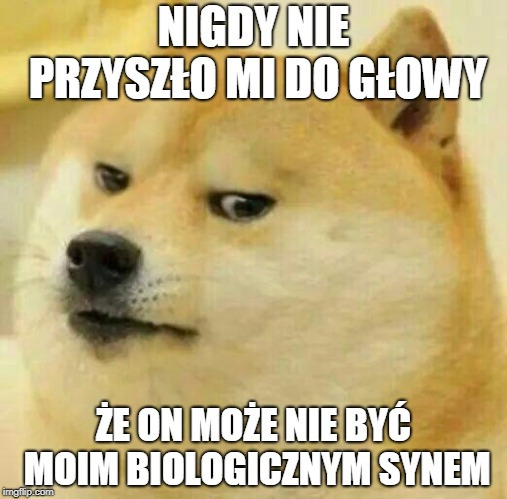 NIGDY NIE
PRZYSZŁO MI DO GŁOWY
ŻE ON MOŻE NIE BYĆ
MOIM BIOLOGICZNYM SYNEM
imgflip.com